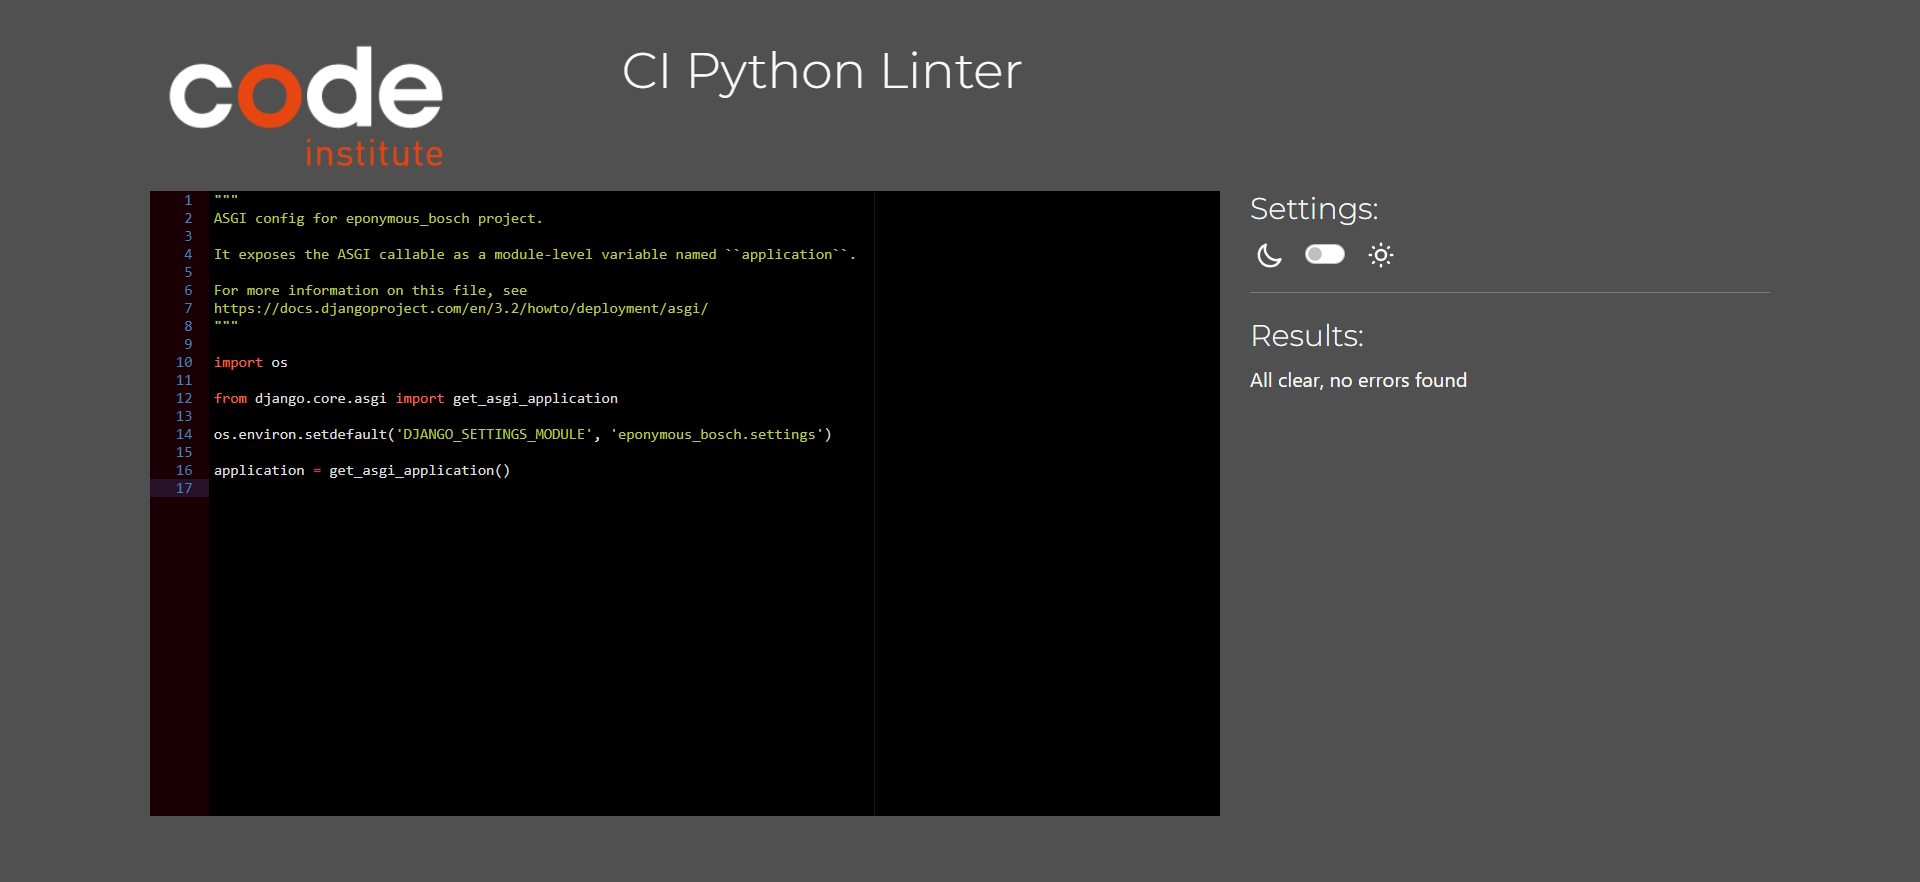 code
institute
CI Python Linter
1 """
2 ASGI config for eponymous_bosch project.
3
4 It exposes the ASGI callable as a module-level variable named ``application``.
5
6 For more information on this file, see
7 https://docs.djangoproject.com/en/3.2/howto/deployment/asgi/
8 """
9
10 import os
11
12 from django.core.asgi import get_asgi_application
13
14 os.environ.setdefault('DJANGO_SETTINGS_MODULE', 'eponymous_bosch.settings')
15
16 application = get_asgi_application()
17
Settings:
Results:
All clear, no errors found